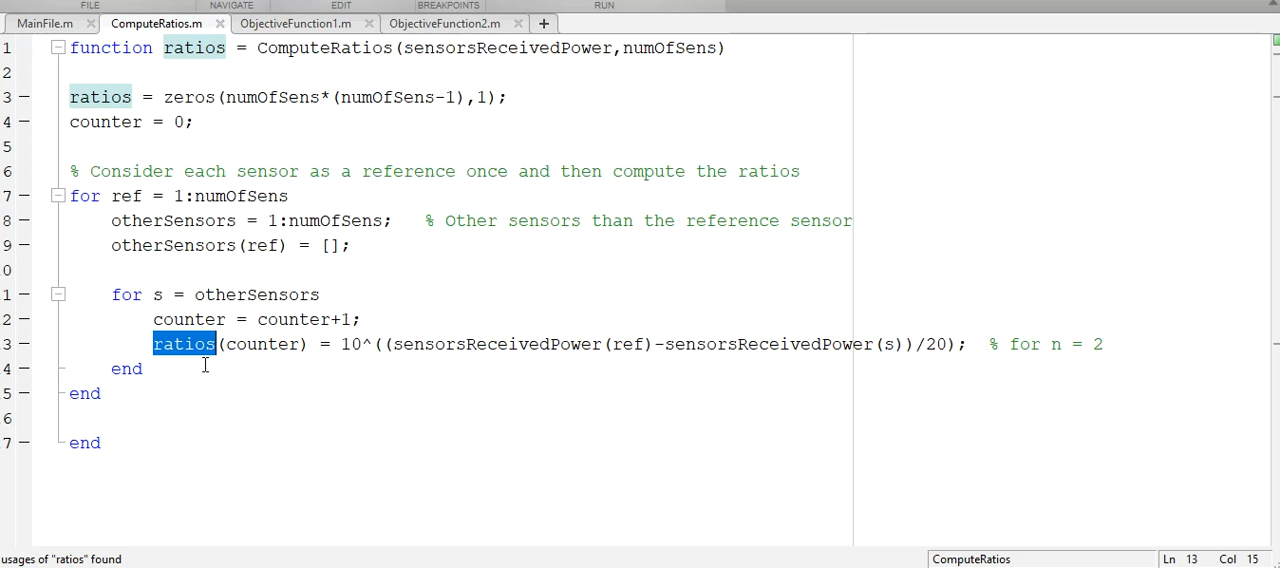 FILE NAVIGATE EDIT BREAKPOINTS RUN
MainFile.m ComputeRatios.m ObjectiveFunction1.m ObjectiveFunction2.m +
1 function ratios = ComputeRatios(sensorsReceivedPower,numOfSens)
2
3 ratios = zeros(numOfSens*(numOfSens-1),1);
4 counter = 0;
5
6 % Consider each sensor as a reference once and then compute the ratios
7 for ref = 1:numOfSens
8 otherSensors = 1:numOfSens; % Other sensors than the reference sensor
9 otherSensors(ref) = [];
0
1 for s = otherSensors
2 counter = counter+1;
3 ratios(counter) = 10^((sensorsReceivedPower(ref)-sensorsReceivedPower(s))/20); % for n = 2
4 end
5 end
6
7 end
usages of "ratios" found ComputeRatios Ln 13 Col 15